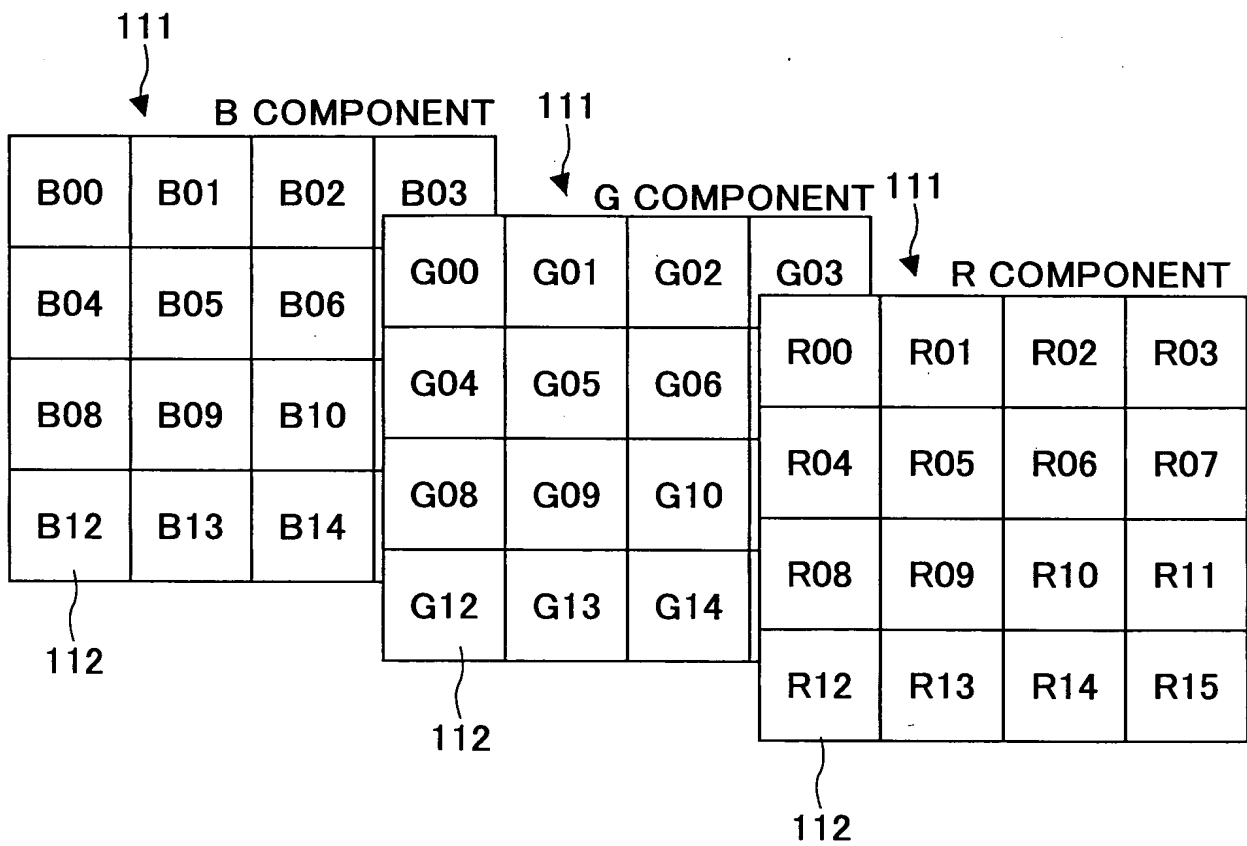 111
B COMPONENT
111
G COMPONENT
111
R COMPONENT
B00 B01 B02 B03
B04 B05 B06
B08 B09 B10
B12 B13 B14
112
G00 G01 G02 G03
G04 G05 G06
G08 G09 G10
G12 G13 G14
112
R00 R01 R02 R03
R04 R05 R06 R07
R08 R09 R10 R11
R12 R13 R14 R15
112